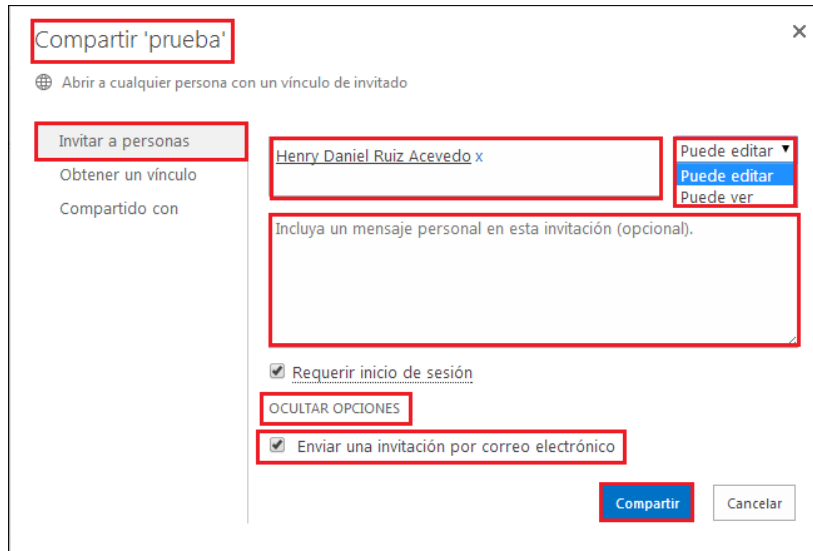 Compartir 'prueba'
Abrir a cualquier persona con un vínculo de invitado
Invitar a personas
Obtener un vínculo
Compartido con
Henry Daniel Ruiz Acevedo x
Puede editar
Puede editar
Puede ver
Incluya un mensaje personal en esta invitación (opcional).
Requerir inicio de sesión
OCULTAR OPCIONES
Enviar una invitación por correo electrónico
Compartir
Cancelar